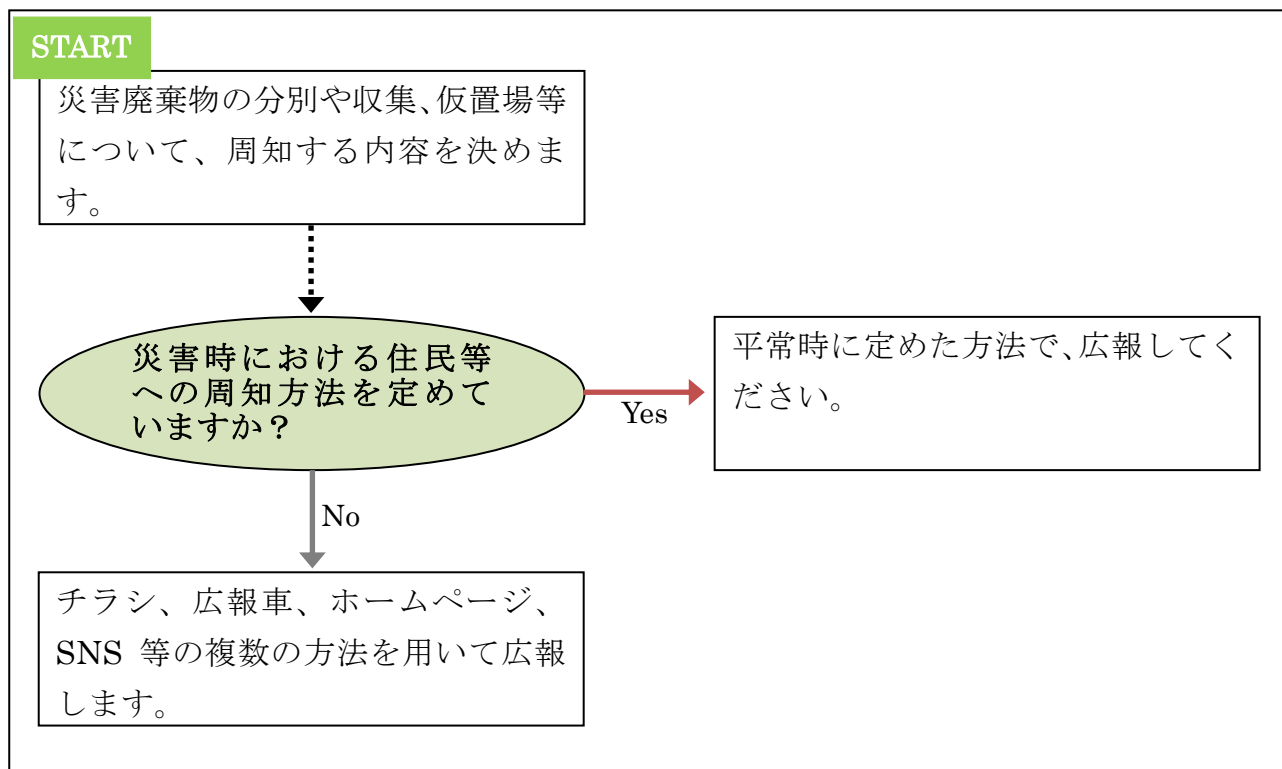 START
災害廃棄物の分別や収集、仮置場等
について、周知する内容を決めま
す。
災害時における住民等
への周知方法を定めて
いますか?
Yes
平常時に定めた方法で、広報してく
ださい。
No
チラシ、広報車、ホームページ、
SNS 等の複数の方法を用いて広報
します。